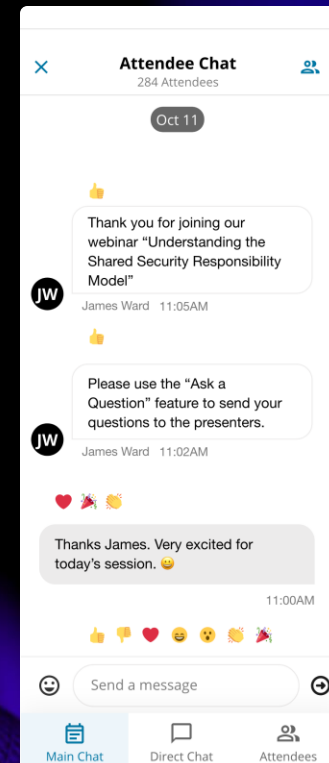 Attendee Chat
284 Attendees
Oct 11
Thank you for joining our
webinar “Understanding the
Shared Security Responsibility
Model”
JW
James Ward 11:05AM
Please use the “Ask a
Question” feature to send your
questions to the presenters.
JW
James Ward 11:02AM
Thanks James. Very excited for
today’s session. 😀
11:00AM
Send a message
Main Chat
Direct Chat
Attendees